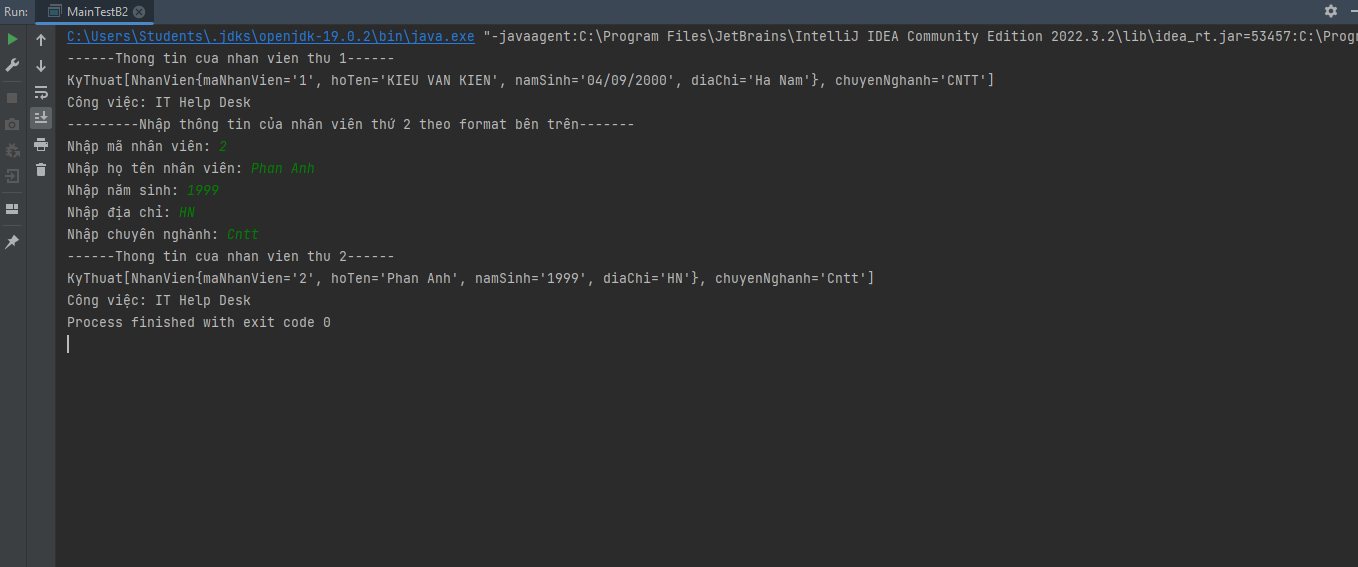 Run: MainTestB2
C:\Users\Students\.jdks\openjdk-19.0.2\bin\java.exe "-javaagent:C:\Program Files\JetBrains\IntelliJ IDEA Community Edition 2022.3.2\lib\idea_rt.jar=53457:C:\Prog
------Thong tin cua nhan vien thu 1------
KyThuat[NhanVien{maNhanVien='1', hoTen='KIEU VAN KIEN', namSinh='04/09/2000', diaChi='Ha Nam'}, chuyenNghanh='CNTT']
Công việc: IT Help Desk
---------Nhập thông tin của nhân viên thứ 2 theo format bên trên-------
Nhập mã nhân viên: 2
Nhập họ tên nhân viên: Phan Anh
Nhập năm sinh: 1999
Nhập địa chỉ: HN
Nhập chuyên nghành: Cntt
------Thong tin cua nhan vien thu 2------
KyThuat[NhanVien{maNhanVien='2', hoTen='Phan Anh', namSinh='1999', diaChi='HN'}, chuyenNghanh='Cntt']
Công việc: IT Help Desk
Process finished with exit code 0